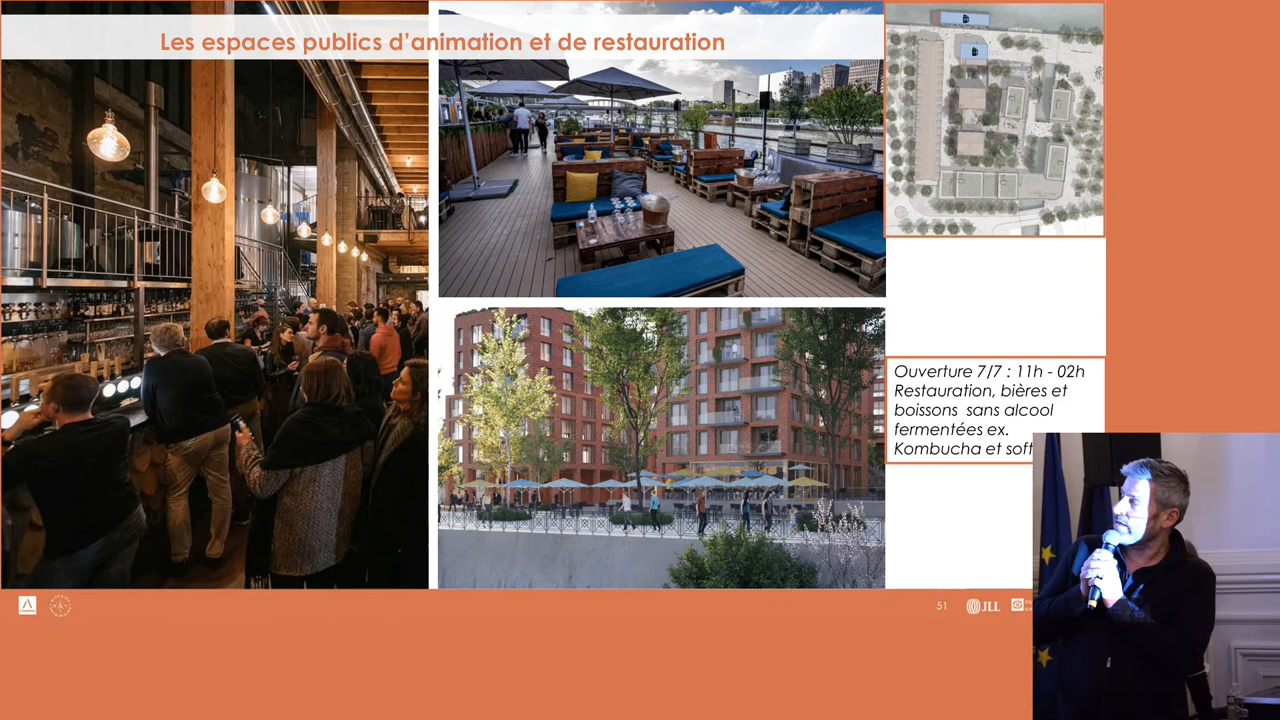 Les espaces publics d'animation et de restauration
Ouverture 7/7 : 11h - 02h
Restauration, bières et
boissons sans alcool
fermentées ex.
Kombucha et soft
51
JLL